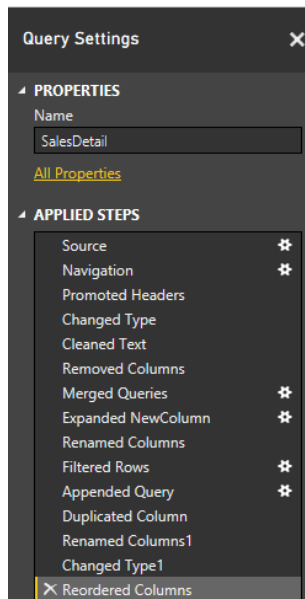 Query Settings
PROPERTIES
Name
SalesDetail
All Properties
APPLIED STEPS
Source
Navigation
Promoted Headers
Changed Type
Cleaned Text
Removed Columns
Merged Queries
Expanded NewColumn
Renamed Columns
Filtered Rows
Appended Query
Duplicated Column
Renamed Columns1
Changed Type1
Reordered Columns